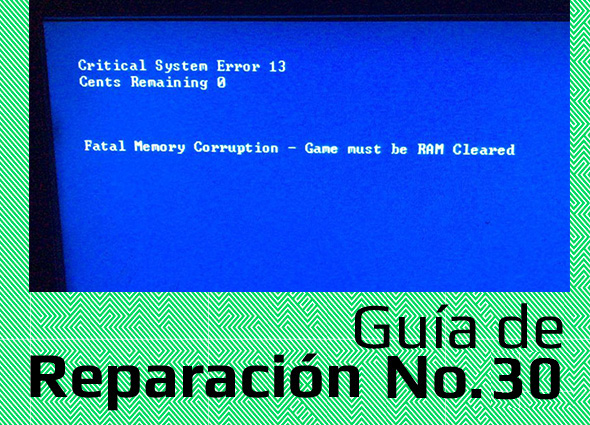 Critical System Error 13
Cents Remaining 0
Fatal Memory Corruption - Game must be RAM Cleared
Guía de
Reparación No.30